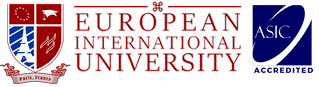 EUROPEAN
INTERNATIONAL
UNIVERSITY
Paris, France
ASIC
ACCREDITED